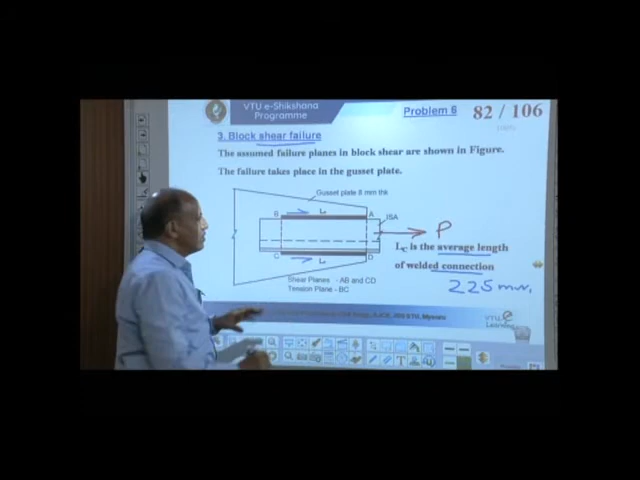 VTU e-Shikshana
Programme
Problem 6
82 / 106
3. Block shear failure
The assumed failure planes in block shear are shown in Figure.
The failure takes place in the gusset plate.
Gusset plate 8 mm thk
B
A
ISA
P
Lc is the average length
of welded connection
C
D
225 mm.
Shear Planes - AB and CD
Tension Plane - BC
VTU e
Learning